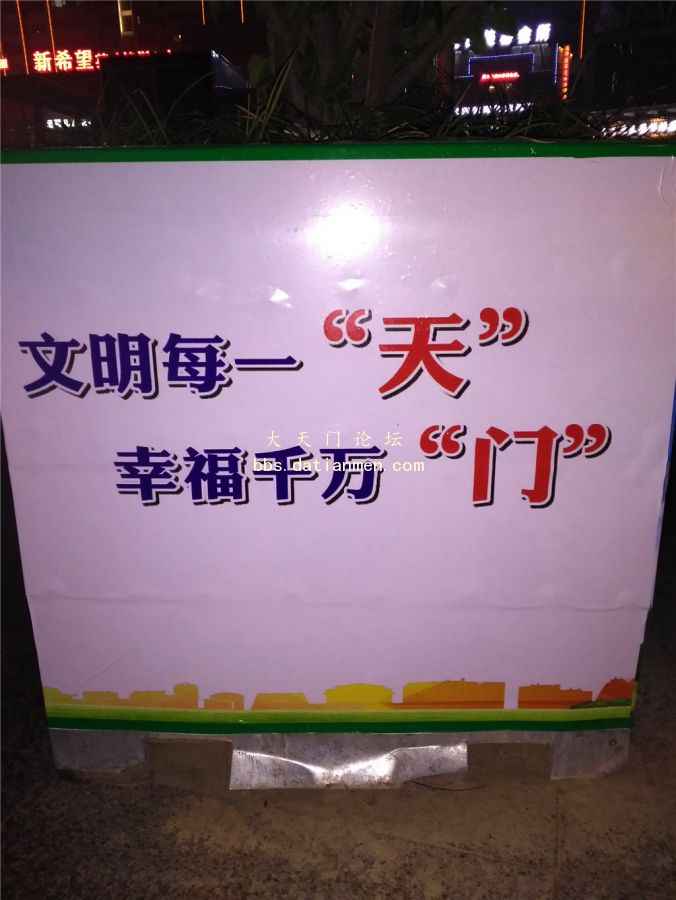 新希望
文明每一“天”
大天门论坛
bbs.datianmen.com
幸福千万“门”